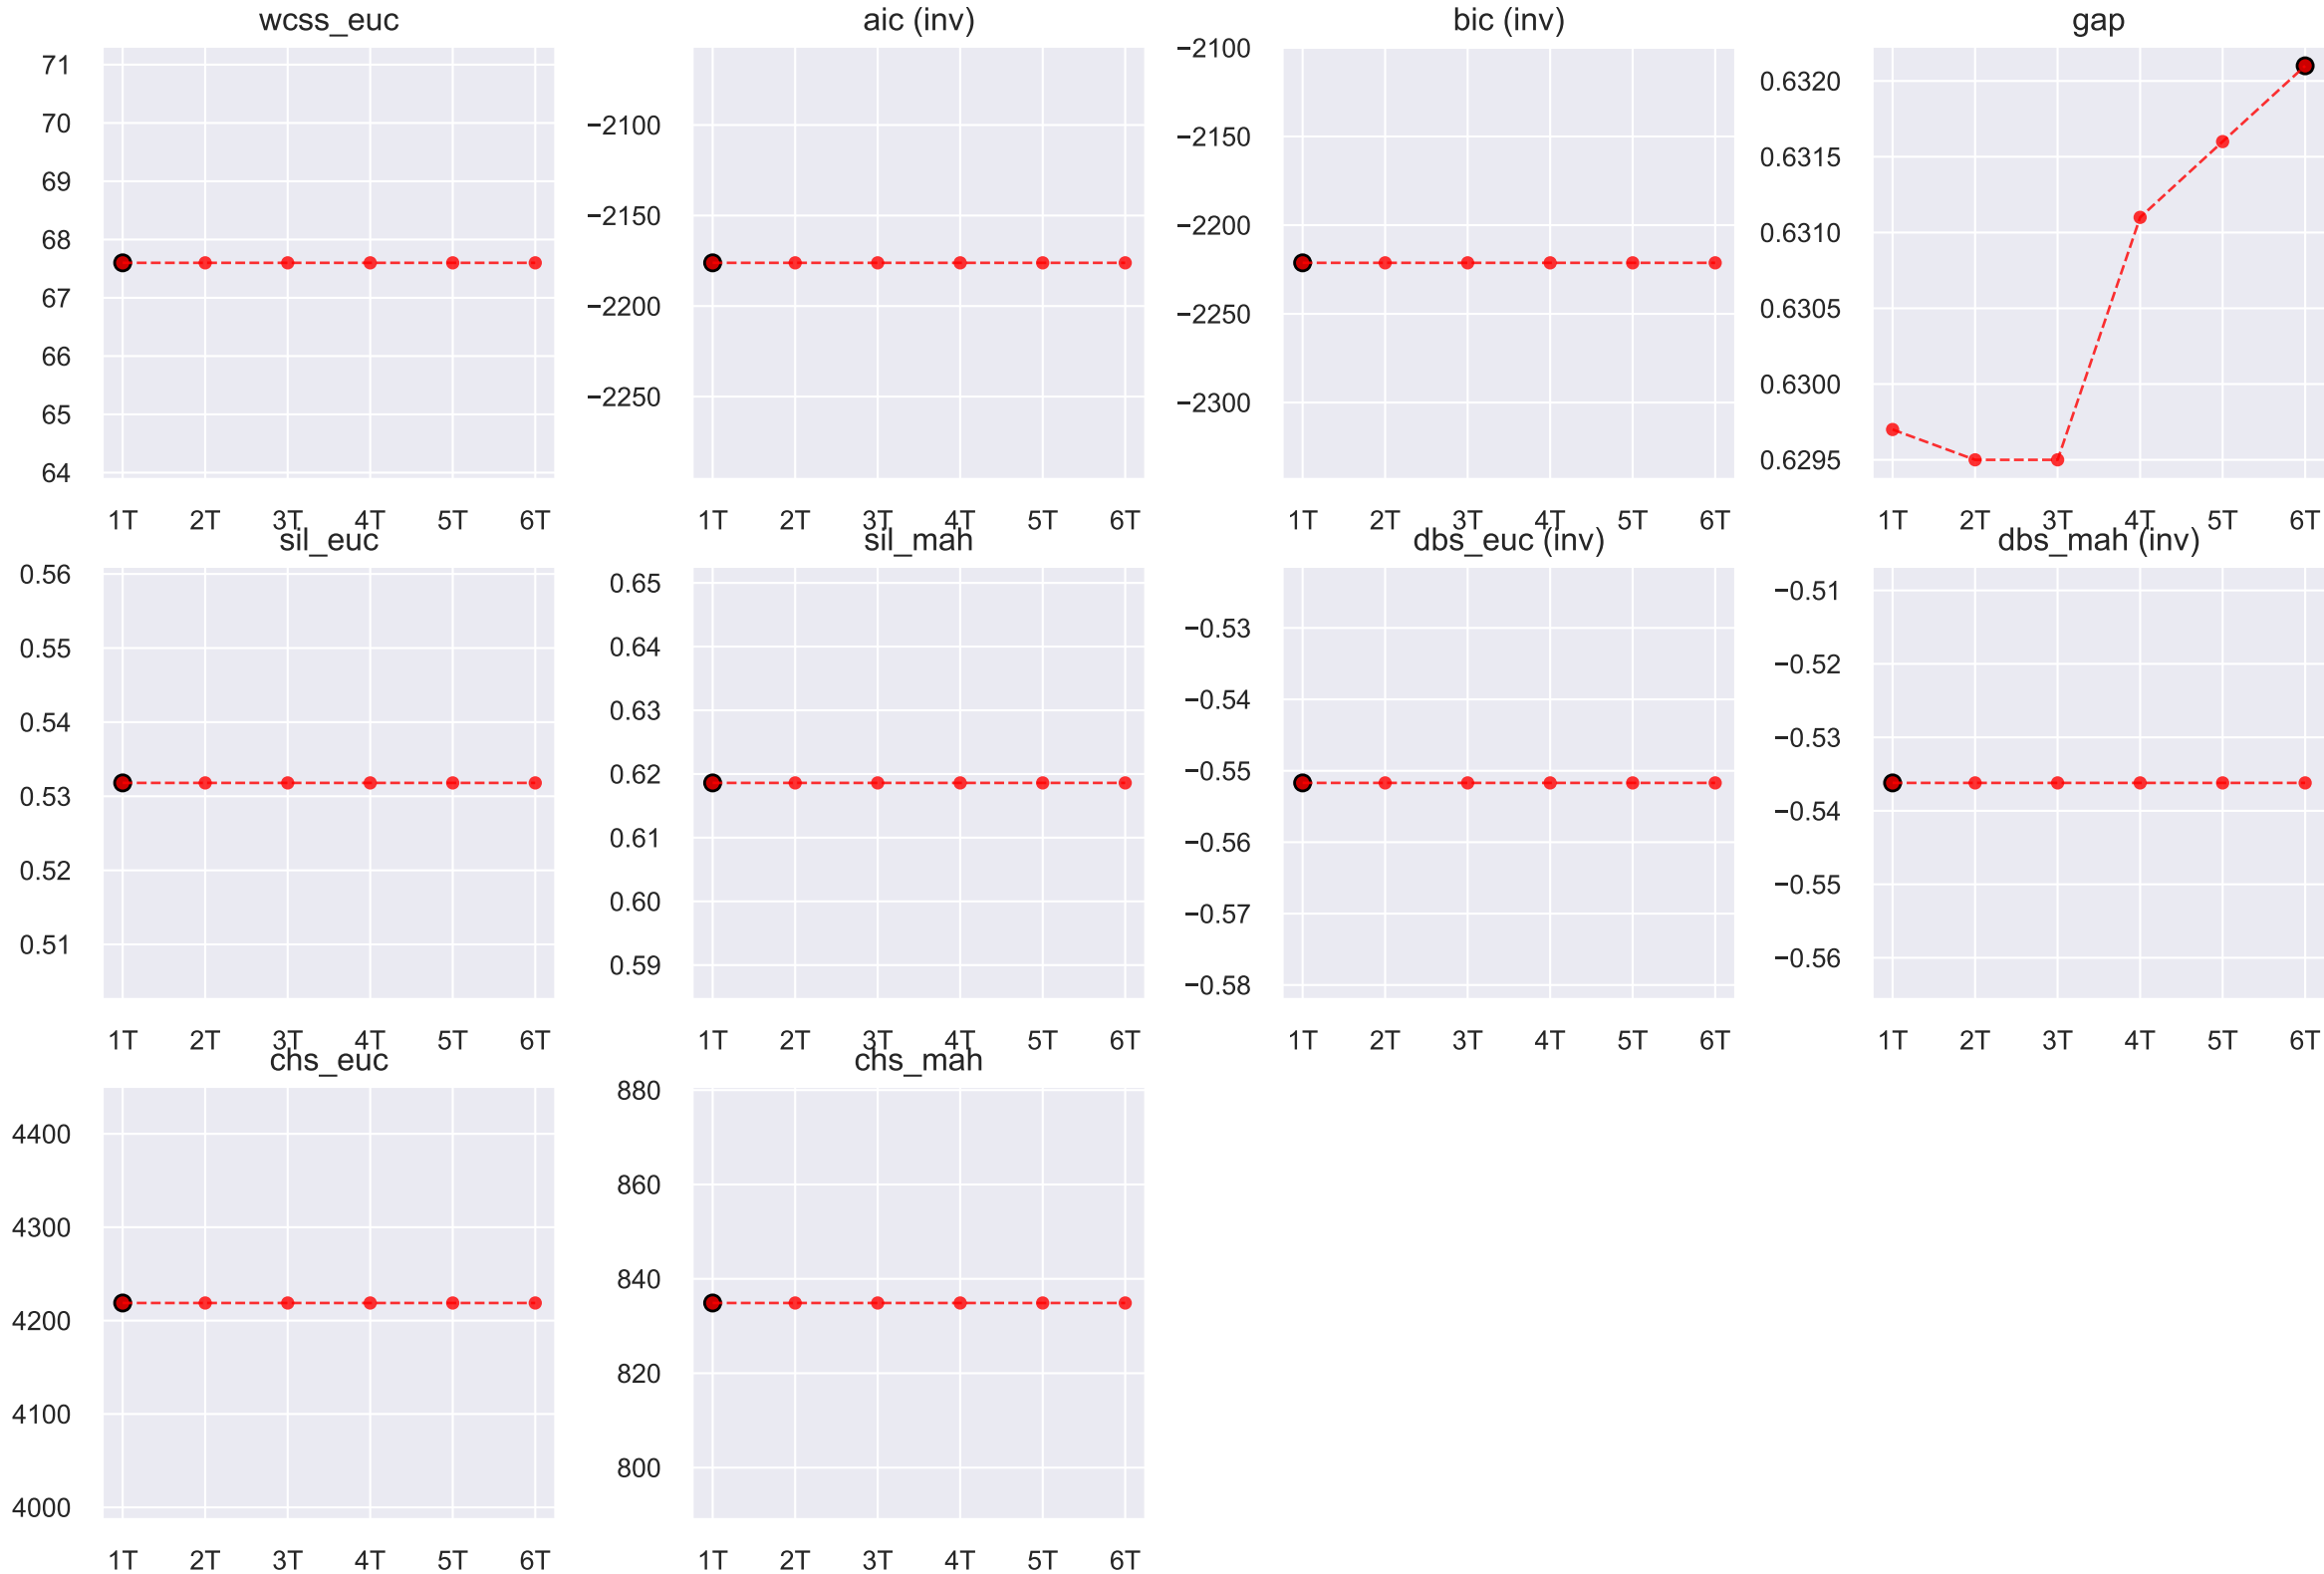 wcss_euc
71
70
69
68
67
66
65
64
1T 2T 3T 4T 5T 6T
aic (inv)
−2100
−2150
−2200
−2250
1T 2T 3T 4T 5T 6T
bic (inv)
−2100
−2150
−2200
−2250
−2300
1T 2T 3T 4T 5T 6T
gap
0.6320
0.6315
0.6310
0.6305
0.6300
0.6295
1T 2T 3T 4T 5T 6T
sil_euc
0.56
0.55
0.54
0.53
0.52
0.51
1T 2T 3T 4T 5T 6T
sil_mah
0.65
0.64
0.63
0.62
0.61
0.60
0.59
1T 2T 3T 4T 5T 6T
dbs_euc (inv)
−0.53
−0.54
−0.55
−0.56
−0.57
−0.58
1T 2T 3T 4T 5T 6T
dbs_mah (inv)
−0.51
−0.52
−0.53
−0.54
−0.55
−0.56
1T 2T 3T 4T 5T 6T
chs_euc
4400
4300
4200
4100
4000
1T 2T 3T 4T 5T 6T
chs_mah
880
860
840
820
800
1T 2T 3T 4T 5T 6T